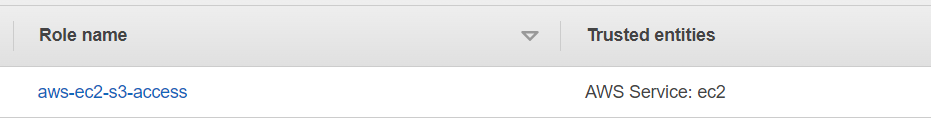 Role name Trusted entities
aws-ec2-s3-access AWS Service: ec2